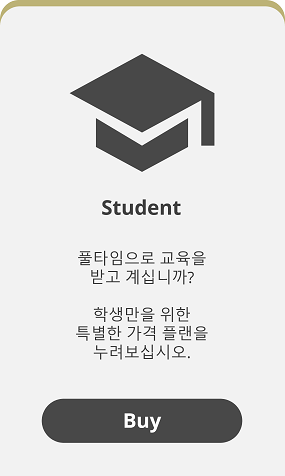 Student
풀타임으로 교육을
받고 계십니까?
학생만을 위한
특별한 가격 플랜을
누려보십시오.
Buy